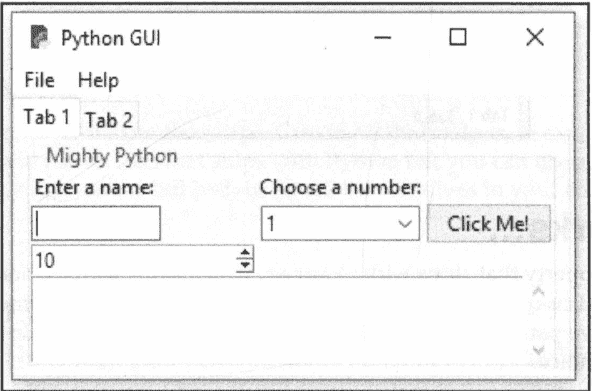 Python GUI
File Help
Tab 1 Tab 2
Mighty Python
Enter a name: Choose a number:
1 Click Me!
10